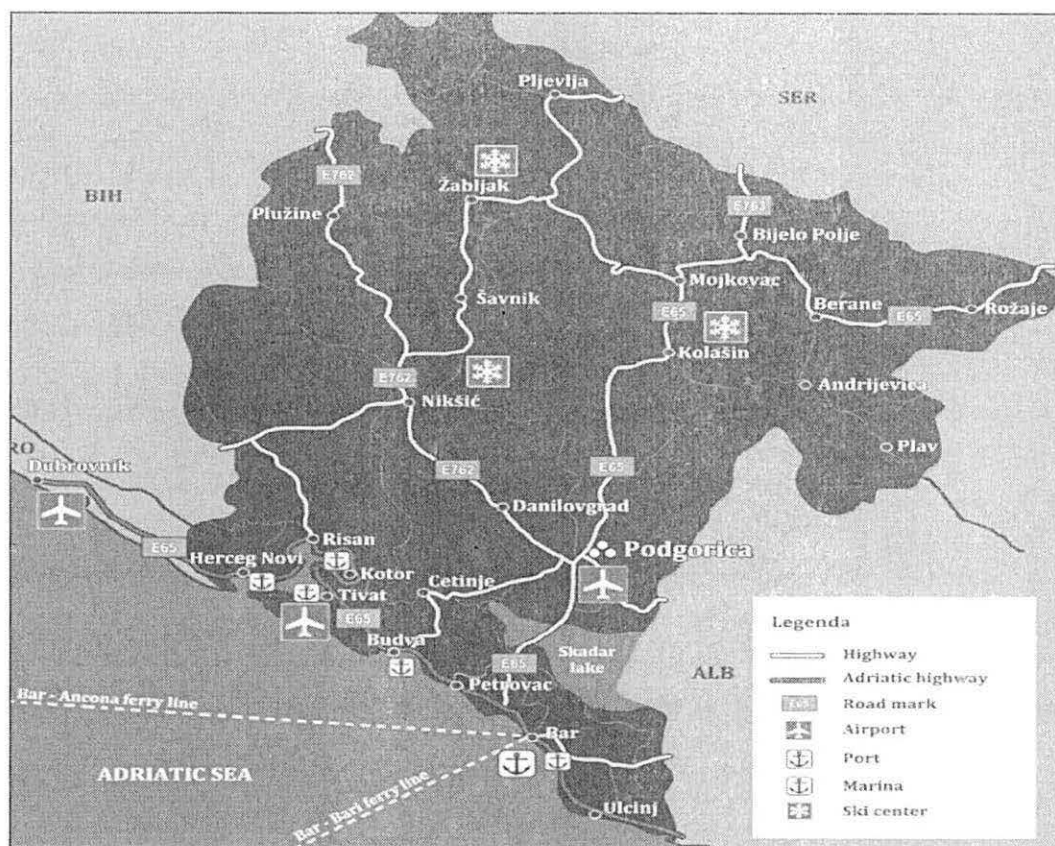 Pljevlja
SER
E762
Žabljak
BIH
E763
Plužine
Bijelo Polje
Mojkovac
Šavnik
E65
Berane
E65
Rožaje
Kolašin
E762
Andrijevica
Nikšić
RO
Plav
Dubrovnik
E762
E65
Danilovgrad
Risan
E65
Podgorica
Herceg Novi
Kotor
Cetinje
Tivat
E65
Budva
Skadar
lake
E65
ALB
Petrovac
Bar - Ancona ferry line
Bar
ADRIATIC SEA
Bar - Bari ferry line
Ulcinj
Legenda
Highway
Adriatic highway
E65 Road mark
Airport
Port
Marina
Ski center